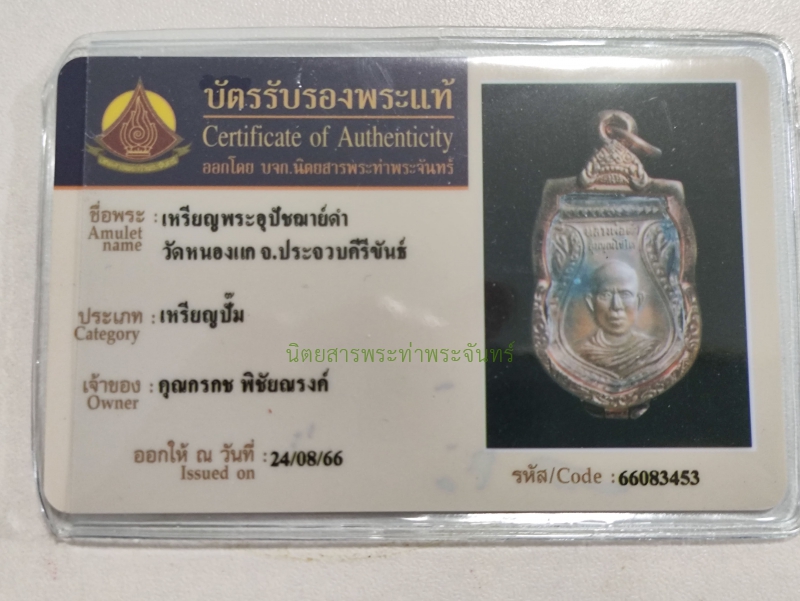 บัตรรับรองพระแท้
Certificate of Authenticity
ออกโดย บจก.นิตยสารพระท่าพระจันทร์
ชื่อพระ : เหรียญพระอุปัชฌาย์ดำ
Amulet name
วัดหนองแก จ.ประจวบคีรีขันธ์
ประเภท : เหรียญปั๊ม
Category
นิตยสารพระท่าพระจันทร์
เจ้าของ : คุณกรกช พิชัยณรงค์
Owner
ออกให้ ณ วันที่ : 24/08/66
Issued on
รหัส/Code : 66083453